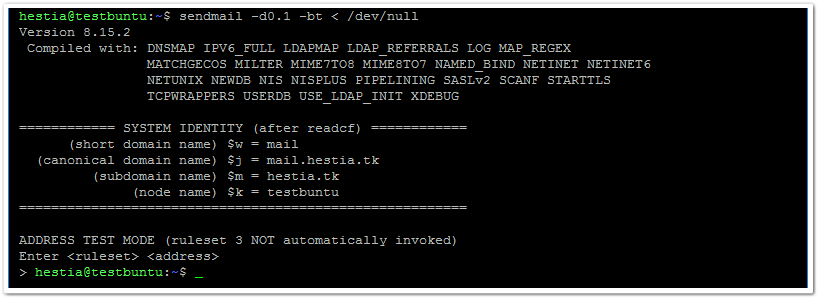 hestia@testbuntu:~$ sendmail -d0.1 -bt < /dev/null
Version 8.15.2
 Compiled with: DNSMAP IPV6_FULL LDAPMAP LDAP_REFERRALS LOG MAP_REGEX
                MATCHGECOS MILTER MIME7TO8 MIME8TO7 NAMED_BIND NETINET NETINET6
                NETUNIX NEWDB NIS NISPLUS PIPELINING SASLv2 SCANF STARTTLS
                TCPWRAPPERS USERDB USE_LDAP_INIT XDEBUG
============ SYSTEM IDENTITY (after readcf) ============
      (short domain name) $w = mail
  (canonical domain name) $j = mail.hestia.tk
         (subdomain name) $m = hestia.tk
              (node name) $k = testbuntu
========================================================
ADDRESS TEST MODE (ruleset 3 NOT automatically invoked)
Enter <ruleset> <address>
> hestia@testbuntu:~$ _